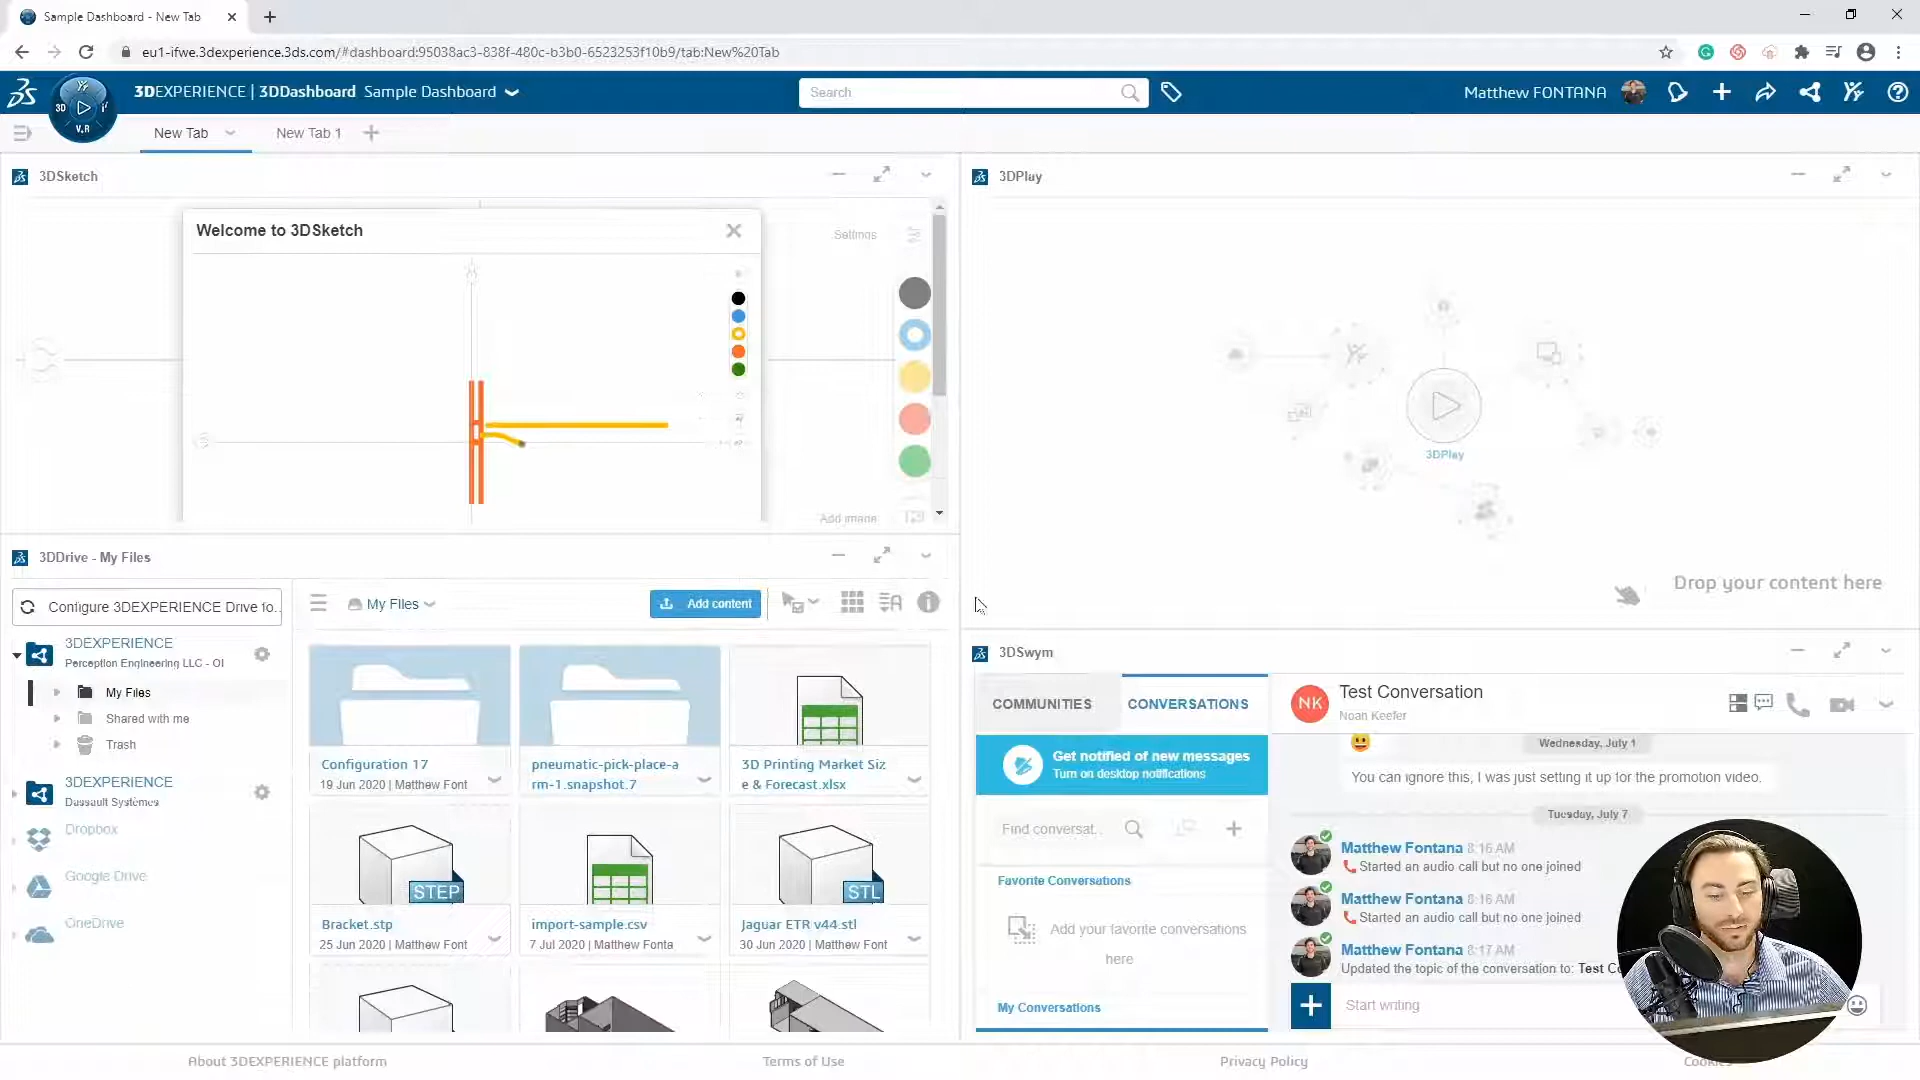 Sample Dashboard - New Tab
eu1-ifwe.3dexperience.3ds.com/#dashboard:95038ac3-838f-480c-b3b0-6523253f10b9/tab:New%20Tab
3DEXPERIENCE | 3DDashboard Sample Dashboard
Search
Matthew FONTANA
3D
V.R
New Tab
New Tab 1
3DSketch
Welcome to 3DSketch
Settings
Add image
3DPlay
3DPlay
Drop your content here
3DDrive - My Files
Configure 3DEXPERIENCE Drive fo..
My Files
Add content
3DEXPERIENCE
Perception Engineering LLC - OI
My Files
Shared with me
Trash
3DEXPERIENCE
Dassault Systèmes
Dropbox
Google Drive
OneDrive
Configuration 17
19 Jun 2020 | Matthew Font
pneumatic-pick-place-a
rm-1.snapshot.7
3D Printing Market Siz
e & Forecast.xlsx
STEP
Bracket.stp
25 Jun 2020 | Matthew Font
import-sample.csv
7 Jul 2020 | Matthew Fonta
STL
Jaguar ETR v44.stl
30 Jun 2020 | Matthew Font
3DSwym
COMMUNITIES
CONVERSATIONS
Get notified of new messages
Turn on desktop notifications
Find conversat..
Favorite Conversations
Add your favorite conversations
here
My Conversations
NK
Test Conversation
Noah Keefer
Wednesday, July 1
You can ignore this, I was just setting it up for the promotion video.
Tuesday, July 7
Matthew Fontana 8:16 AM
Started an audio call but no one joined
Matthew Fontana 8:16 AM
Started an audio call but no one joined
Matthew Fontana 8:17 AM
Updated the topic of the conversation to: Test Co
Start writing
About 3DEXPERIENCE platform
Terms of Use
Privacy Policy
Cookies